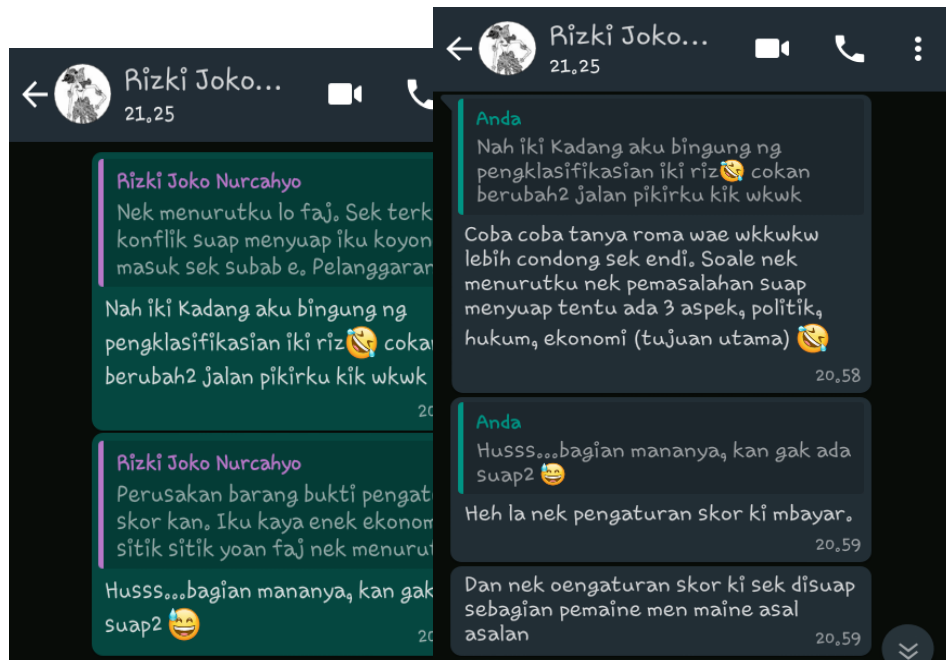 Rizki Joko...
21.25
Rizki Joko Nurcahyo
Nek menurutku lo faj. Sek terk
konflik suap menyuap iku koyon
masuk sek subab e. Pelanggaran
Nah iki Kadang aku bingung ng
pengklasifikasian iki riz🤣 coka
berubah2 jalan pikirku kik wkwk
20
Rizki Joko Nurcahyo
Perusakan barang bukti pengat
skor kan. Iku kaya enek ekonom
sitik sitik yoan faj nek menurut
Husss...bagian mananya, kan gak
suap2 😅
20
Rizki Joko...
21.25
Anda
Nah iki Kadang aku bingung ng
pengklasifikasian iki riz🤣 cokan
berubah2 jalan pikirku kik wkwk
Coba coba tanya roma wae wkkwkw
lebih condong sek endi. Soale nek
menurutku nek pemasalahan suap
menyuap tentu ada 3 aspek, politik,
hukum, ekonomi (tujuan utama) 🤣
20.58
Anda
Husss...bagian mananya, kan gak ada
suap2 😅
Heh la nek pengaturan skor ki mbayar.
20.59
Dan nek oengaturan skor ki sek disuap
sebagian pemaine men maine asal
asalan
20.59